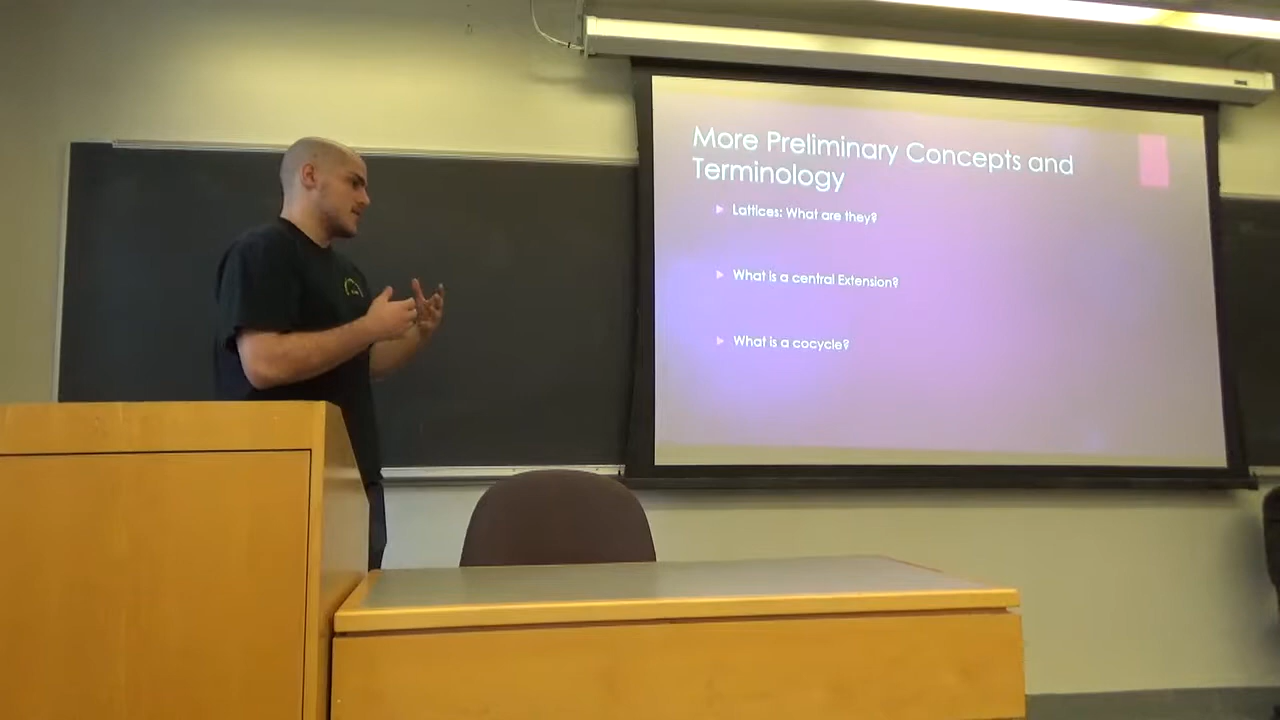 More Preliminary Concepts and
Terminology
Lattices: What are they?
What is a central Extension?
What is a cocycle?